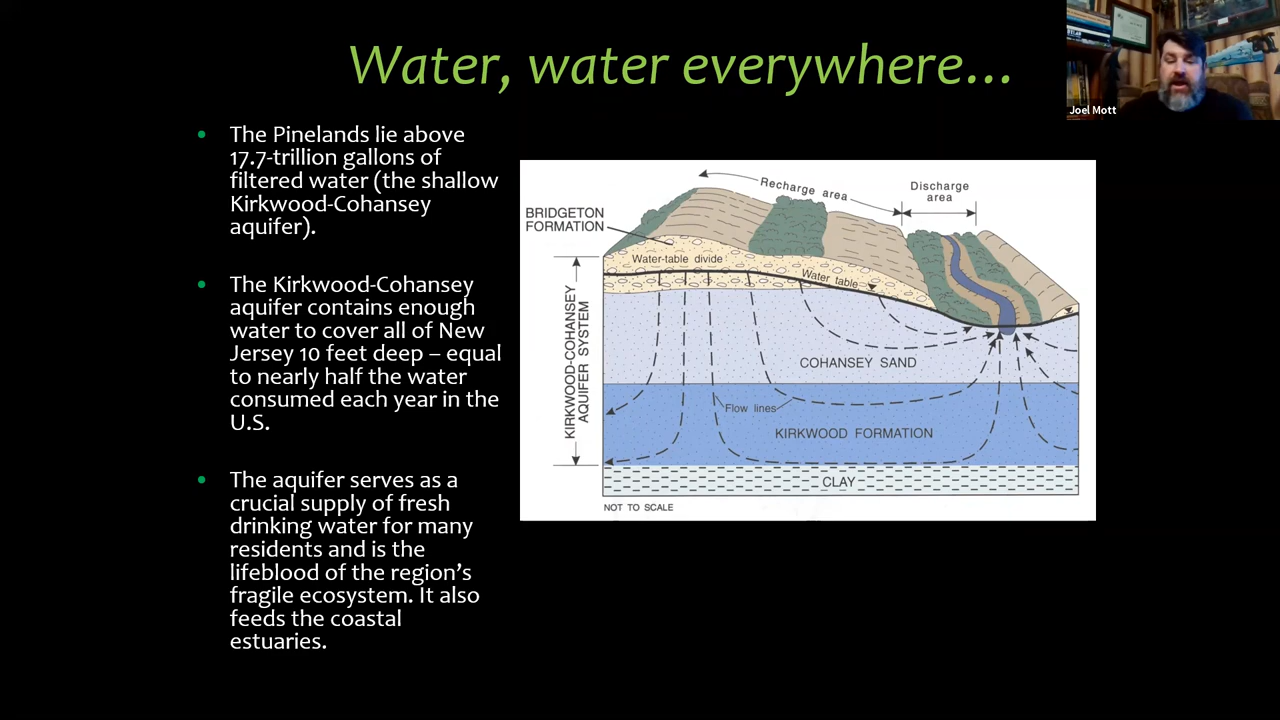 Water, water everywhere...
Joel Mott
• The Pinelands lie above
17.7-trillion gallons of
filtered water (the shallow
Kirkwood-Cohansey
aquifer).
• The Kirkwood-Cohansey
aquifer contains enough
water to cover all of New
Jersey 10 feet deep – equal
to nearly half the water
consumed each year in the
U.S.
• The aquifer serves as a
crucial supply of fresh
drinking water for many
residents and is the
lifeblood of the region's
fragile ecosystem. It also
feeds the coastal
estuaries.
Recharge area
Discharge
area
BRIDGETON
FORMATION
Water-table divide
Water table
KIRKWOOD-COHANSEY
AQUIFER SYSTEM
COHANSEY SAND
Flow lines
KIRKWOOD FORMATION
CLAY
NOT TO SCALE